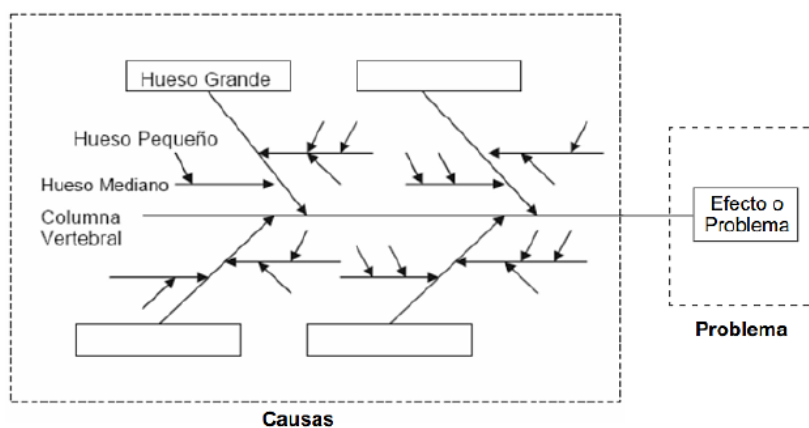 Hueso Grande
Hueso Pequeño
Hueso Mediano
Columna
Vertebral
Efecto o
Problema
Problema
Causas